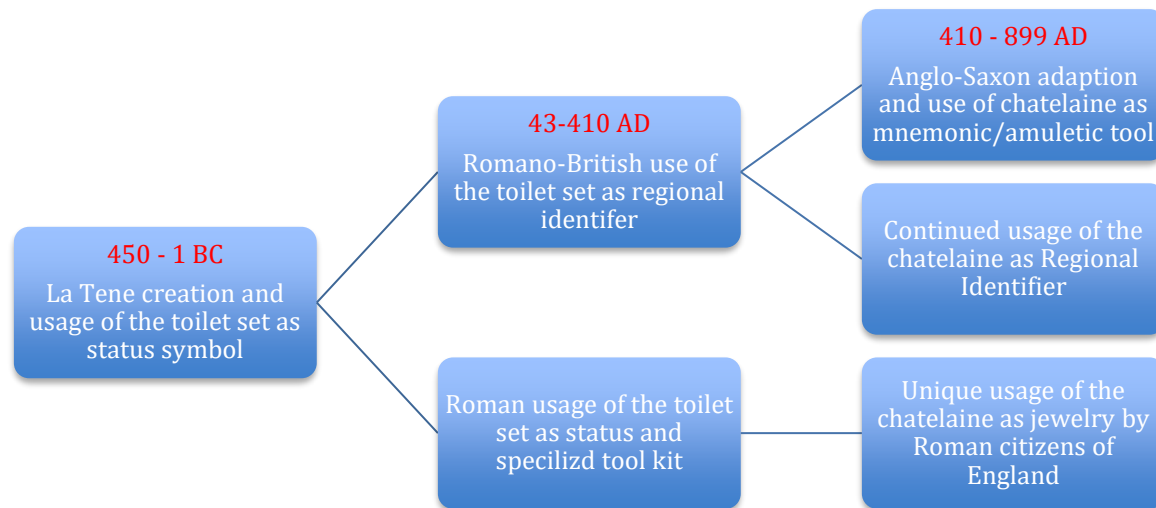 450 - 1 BC
La Tene creation and
usage of the toilet set as
status symbol
43-410 AD
Romano-British use of
the toilet set as regional
identifer
Roman usage of the toilet
set as status and
specilizd tool kit
410 - 899 AD
Anglo-Saxon adaption
and use of chatelaine as
mnemonic/amuletic tool
Continued usage of the
chatelaine as Regional
Identifier
Unique usage of the
chatelaine as jewelry by
Roman citizens of
England